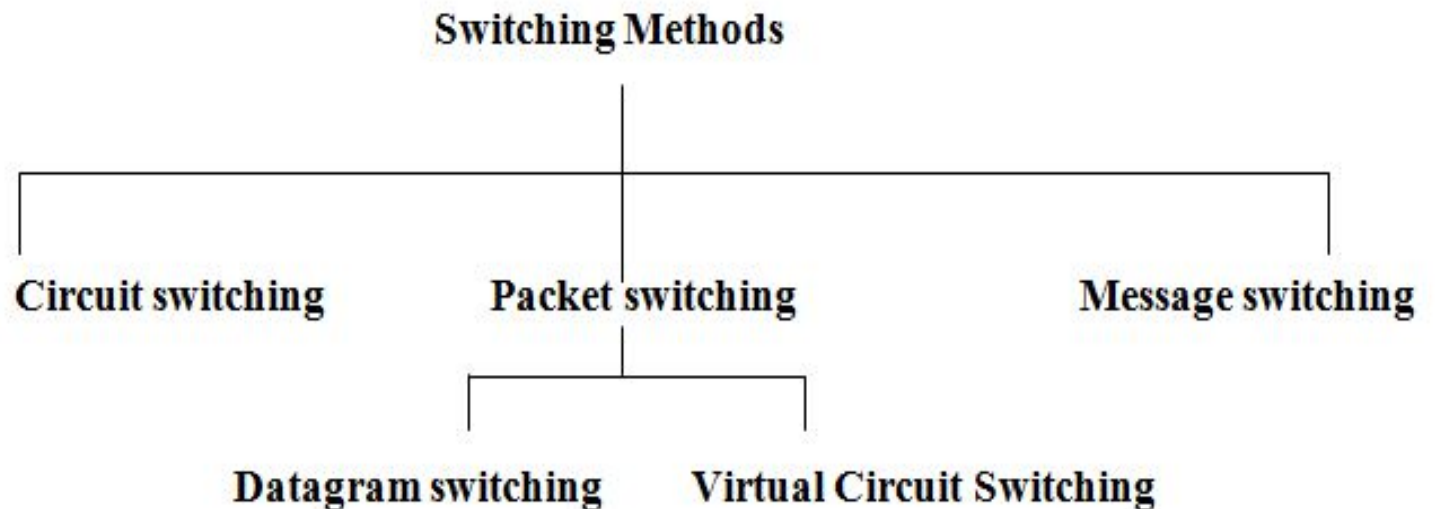 Switching Methods
Circuit switching Packet switching Message switching
Datagram switching Virtual Circuit Switching